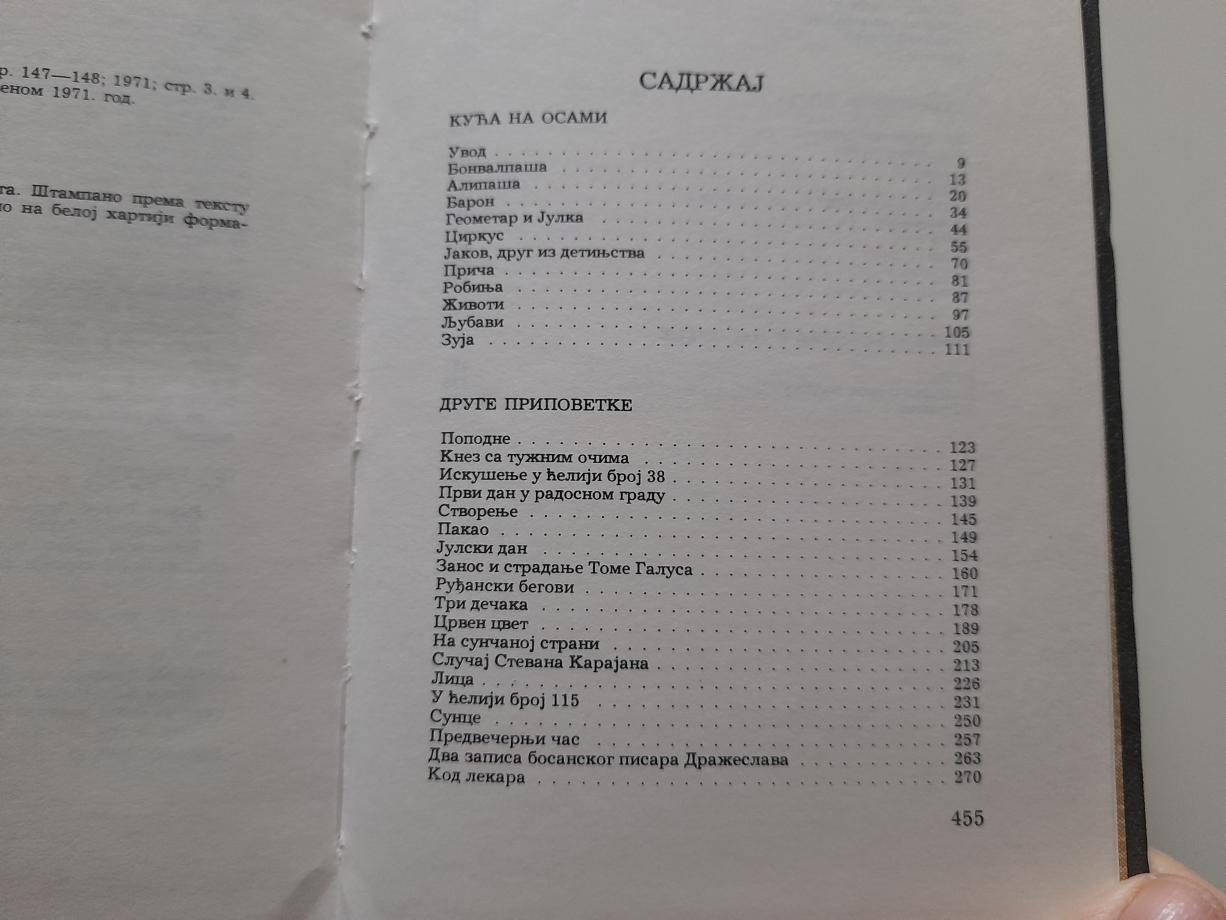 р. 147—148; 1971; стр. 3. и 4.
еном 1971. год.
га. Штампано према тексту
но на белој хартији форма-
САДРЖАЈ
КУЋА НА ОСАМИ
Увод . . . . . . . . . . 9
Бонвалпаша . . . . . . . . . . 13
Алипаша . . . . . . . . . . 20
Барон . . . . . . . . . . 34
Геометар и Јулка . . . . . . . . . . 44
Циркус . . . . . . . . . . 55
Јаков, друг из детињства . . . . . . . . . . 70
Прича . . . . . . . . . . 81
Робиња . . . . . . . . . . 87
Животи . . . . . . . . . . 97
Љубави . . . . . . . . . . 105
Зуја . . . . . . . . . . 111
ДРУГЕ ПРИПОВЕТКЕ
Поподне . . . . . . . . . . 123
Кнез са тужним очима . . . . . . . . . . 127
Искушење у ћелији број 38 . . . . . . . . . . 131
Први дан у радосном граду . . . . . . . . . . 139
Створење . . . . . . . . . . 145
Пакао . . . . . . . . . . 149
Јулски дан . . . . . . . . . . 154
Занос и страдање Томе Галуса . . . . . . . . . . 160
Руђански бегови . . . . . . . . . . 171
Три дечака . . . . . . . . . . 178
Црвен цвет . . . . . . . . . . 189
На сунчаној страни . . . . . . . . . . 205
Случај Стевана Карајана . . . . . . . . . . 213
Лица . . . . . . . . . . 226
У ћелији број 115 . . . . . . . . . . 231
Сунце . . . . . . . . . . 250
Предвечерњи час . . . . . . . . . . 257
Два записа босанског писара Дражеслава . . . . . . . . . . 263
Код лекара . . . . . . . . . . 270
455